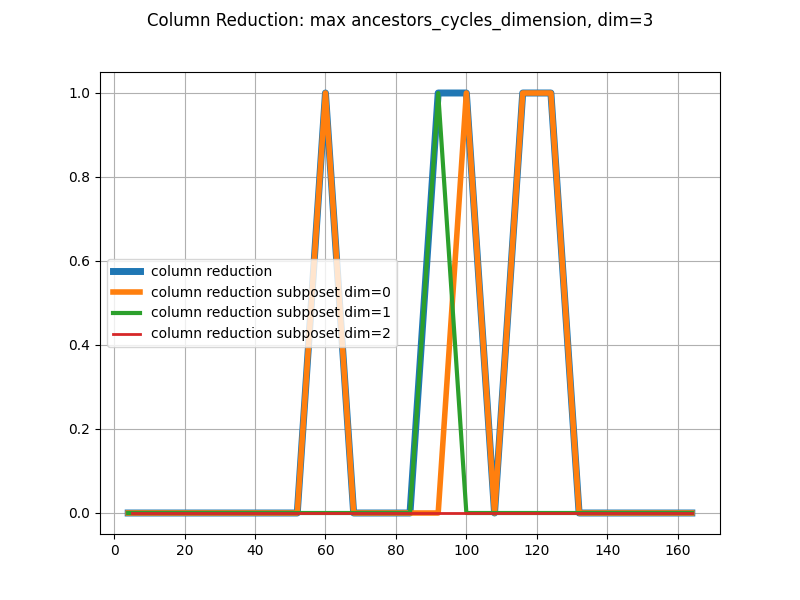 Column Reduction: max ancestors_cycles_dimension, dim=3
1.0
0.8
0.6
0.4
0.2
0.0
column reduction
column reduction subposet dim=0
column reduction subposet dim=1
column reduction subposet dim=2
0 20 40 60 80 100 120 140 160